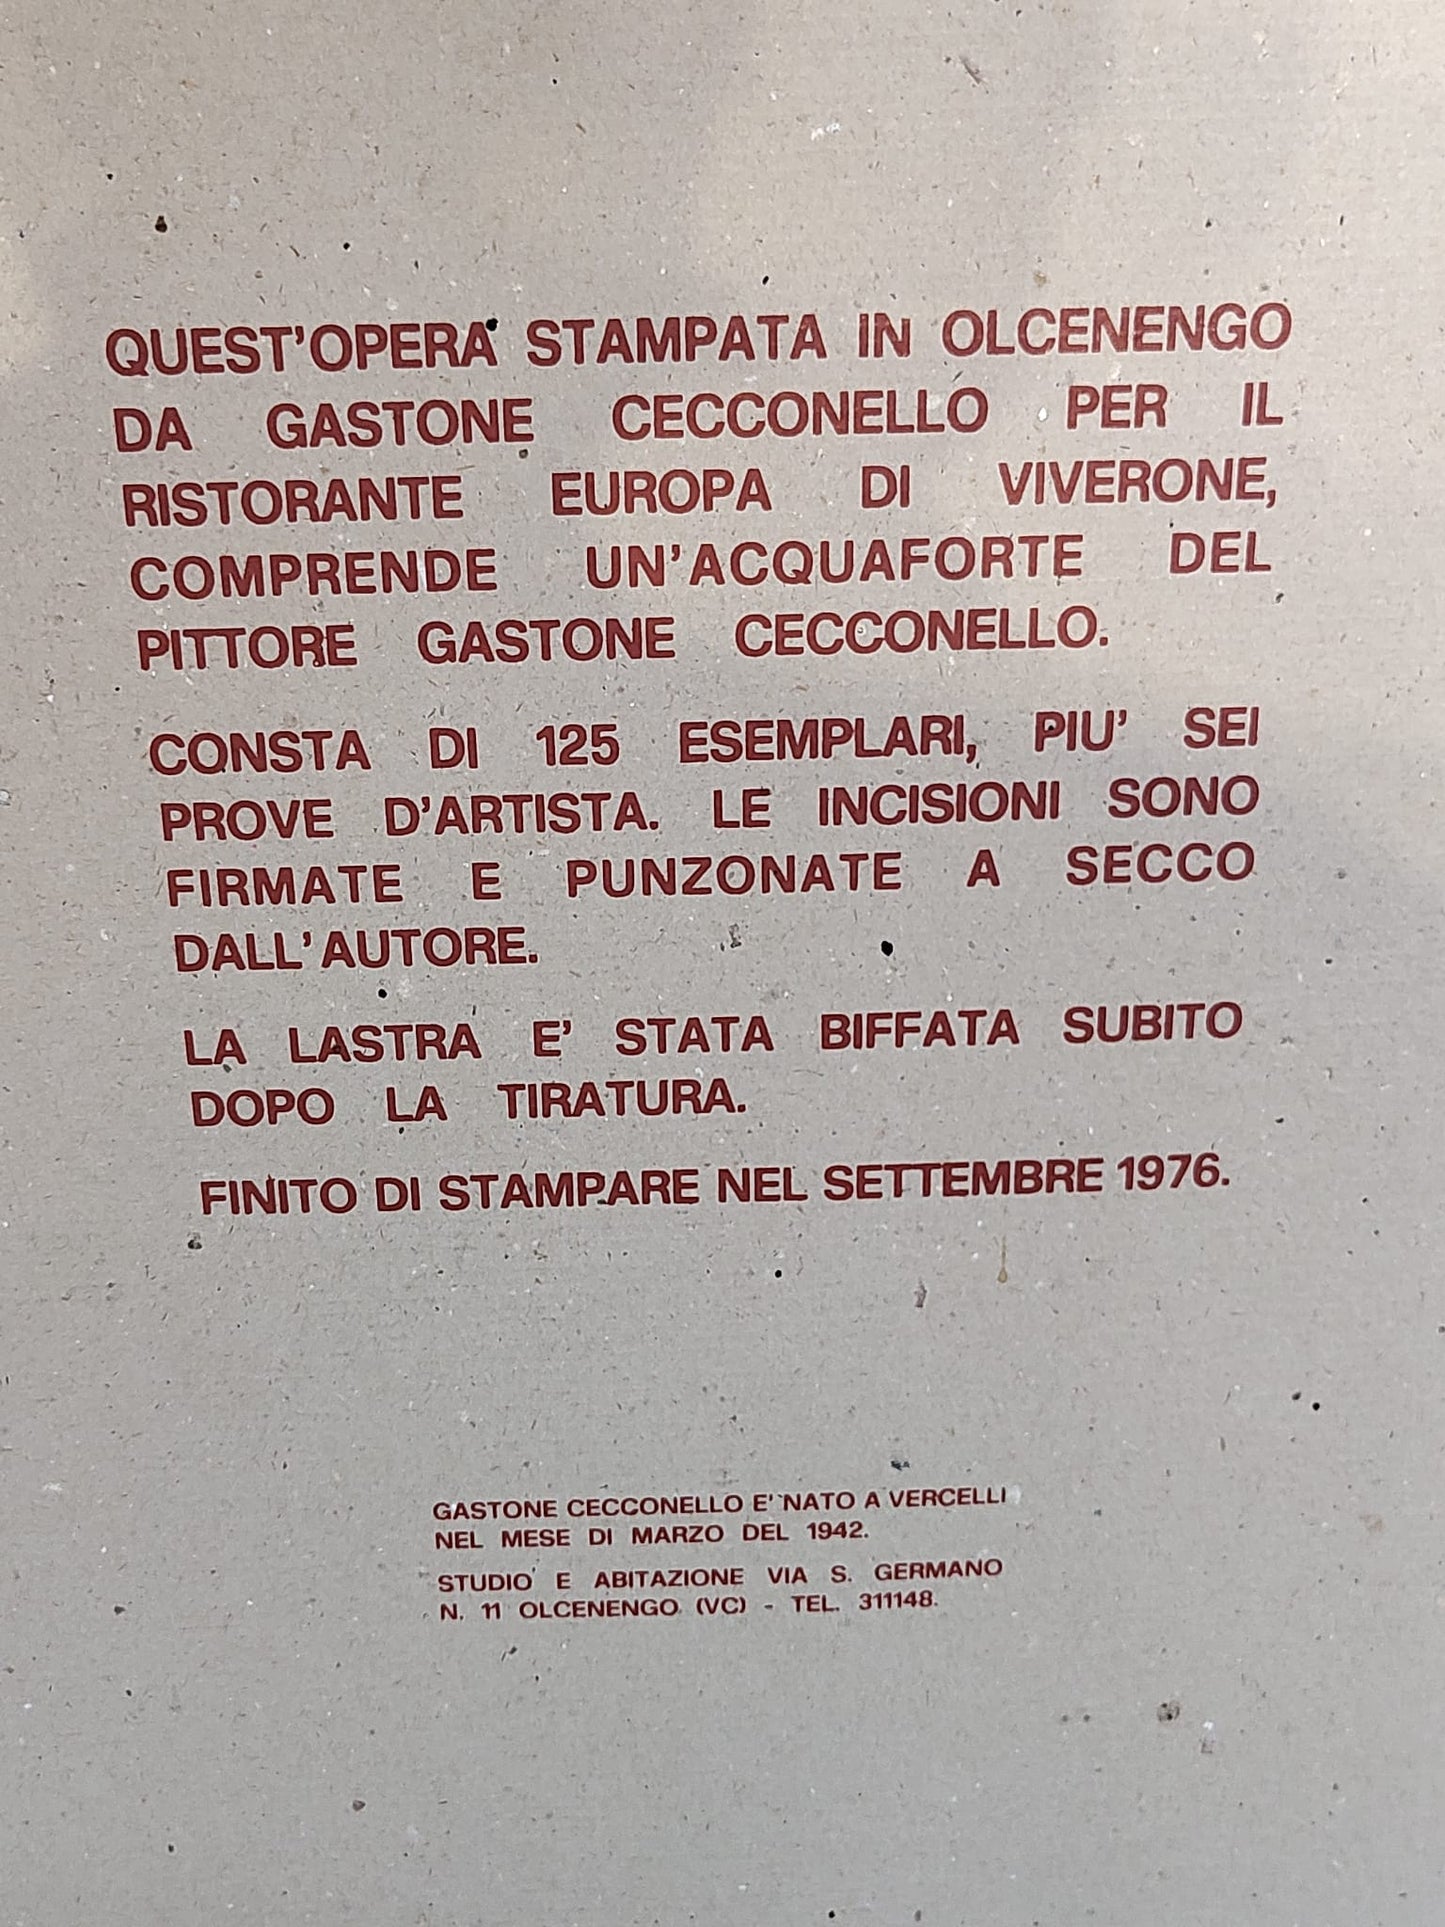 QUEST'OPERA STAMPATA IN OLCENENGO
DA GASTONE CECCONELLO PER IL
RISTORANTE EUROPA DI VIVERONE,
COMPRENDE UN'ACQUAFORTE DEL
PITTORE GASTONE CECCONELLO.
CONSTA DI 125 ESEMPLARI, PIU' SEI
PROVE D'ARTISTA. LE INCISIONI SONO
FIRMATE E PUNZONATE A SECCO
DALL'AUTORE.
LA LASTRA E' STATA BIFFATA SUBITO
DOPO LA TIRATURA.
FINITO DI STAMPARE NEL SETTEMBRE 1976.
GASTONE CECCONELLO E' NATO A VERCELLI
NEL MESE DI MARZO DEL 1942.
STUDIO E ABITAZIONE VIA S. GERMANO
N. 11 OLCENENGO (VC) - TEL. 311148.